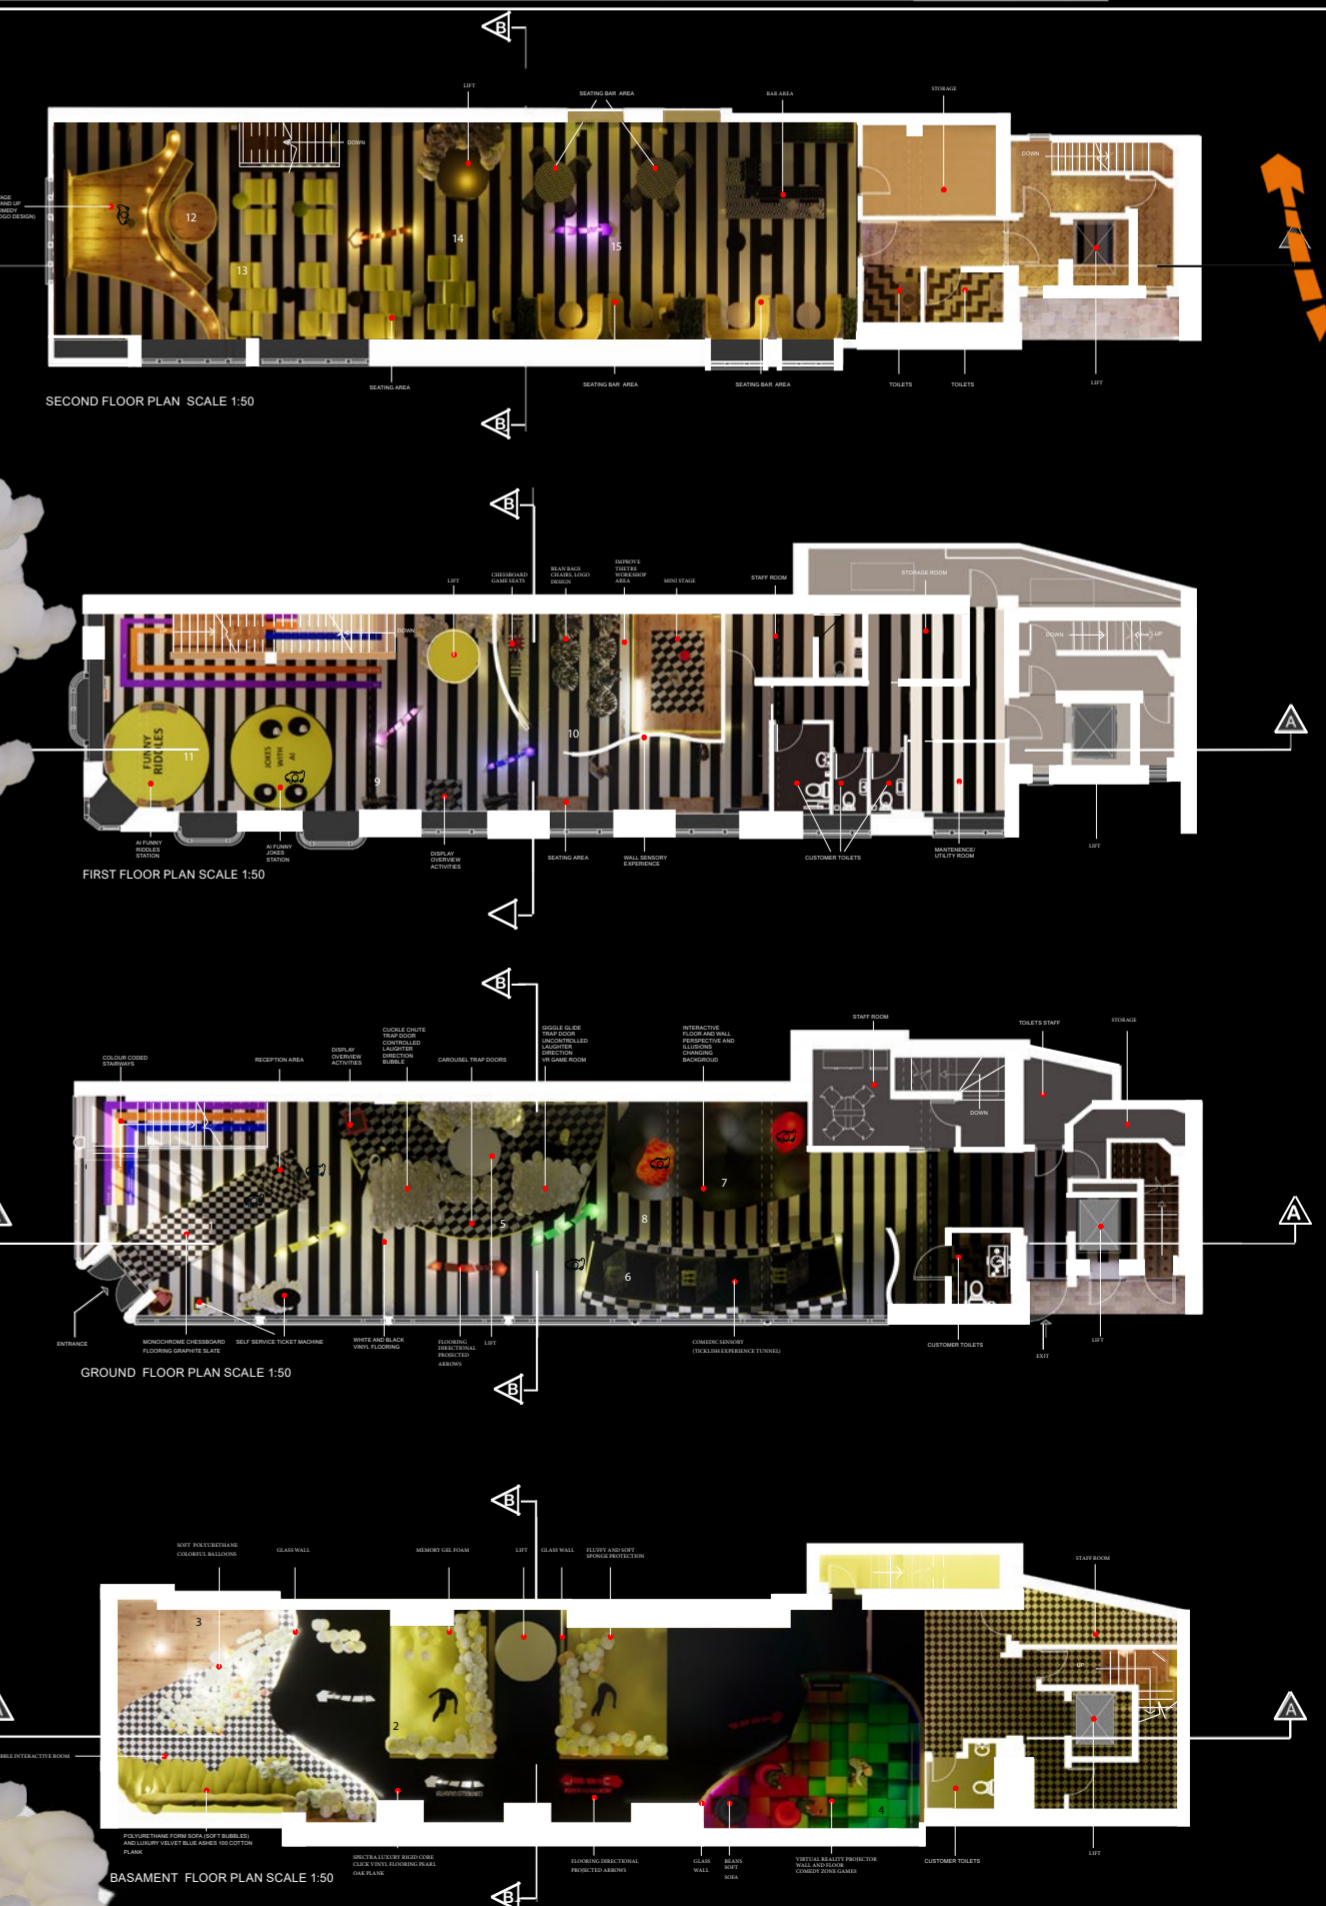 B
LIFT
SEATING BAR AREA
BAR AREA
STORAGE
DOWN
DOWN
AGE
AND UP
OMEDY
OGO DESIGN)
12
13
14
15
SEATING AREA
SEATING BAR AREA
SEATING BAR AREA
TOILETS
TOILETS
LIFT
SECOND FLOOR PLAN SCALE 1:50
B
B
LIFT
CHESSBOARD
GAME SEATS
BEAN BAGS
CHAIRS, LOGO
DESIGN
IMPROVE
THETRE
WORKSHOP
AREA
MINI STAGE
STAFF ROOM
STORAGE ROOM
DOWN
DOWN
UP
FUNNY
RIDDLES
11
JOKES
WITH
AI
9
10
A
AI FUNNY
RIDDLES
STATION
AI FUNNY
JOKES
STATION
DISPLAY
OVERVIEW
ACTIVITIES
SEATING AREA
WALL SENSORY
EXPERIENCE
CUSTOMER TOILETS
MANTENENCE/
UTILITY ROOM
LIFT
FIRST FLOOR PLAN SCALE 1:50
B
COLOUR CODED
STAIRWAYS
RECEPTION AREA
DISPLAY
OVERVIEW
ACTIVITIES
CUCKLE CHUTE
TRAP DOOR
CONTROLLED
LAUGHTER
DIRECTION
BUBBLE
CAROUSEL TRAP DOORS
GIGGLE GLIDE
TRAP DOOR
UNCONTROLLED
LAUGHTER
DIRECTION
VR GAME ROOM
INTERACTIVE
FLOOR AND WALL
PERSPECTIVE AND
ILLUSIONS
CHANGING
BACKGROUD
STAFF ROOM
TOILETS STAFF
STORAGE
DOWN
1
5
6
7
8
A
ENTRANCE
MONOCHROME CHESSBOARD
FLOORING GRAPHITE SLATE
SELF SERVICE TICKET MACHINE
WHITE AND BLACK
VINYL FLOORING
FLOORING
DIRECTIONAL
PROJECTED
ARROWS
LIFT
COMEDIC SENSORY
(TICKLISH EXPERIENCE TUNNEL)
CUSTOMER TOILETS
EXIT
LIFT
GROUND FLOOR PLAN SCALE 1:50
B
B
SOFT POLYURETHANE
COLORFUL BALLOONS
GLASS WALL
MEMORY GEL FOAM
LIFT
GLASS WALL
FLUFFY AND SOFT
SPONGE PROTECTION
STAFF ROOM
3
2
4
UP
A
BBLE INTERACTIVE ROOM
POLYURETHANE FORM SOFA (SOFT BUBBLES)
AND LUXURY VELVET BLUE ASHES 100 COTTON
PLANK
SPECTRA LUXURY RIGID CORE
CLICK VINYL FLOORING PEARL
OAK PLANK
FLOORING DIRECTIONAL
PROJECTED ARROWS
GLASS
WALL
BEANS
SOFT
SOFA
VIRTUAL REALITY PROJECTOR
WALL AND FLOOR
COMEDY ZONE GAMES
CUSTOMER TOILETS
LIFT
BASAMENT FLOOR PLAN SCALE 1:50
B